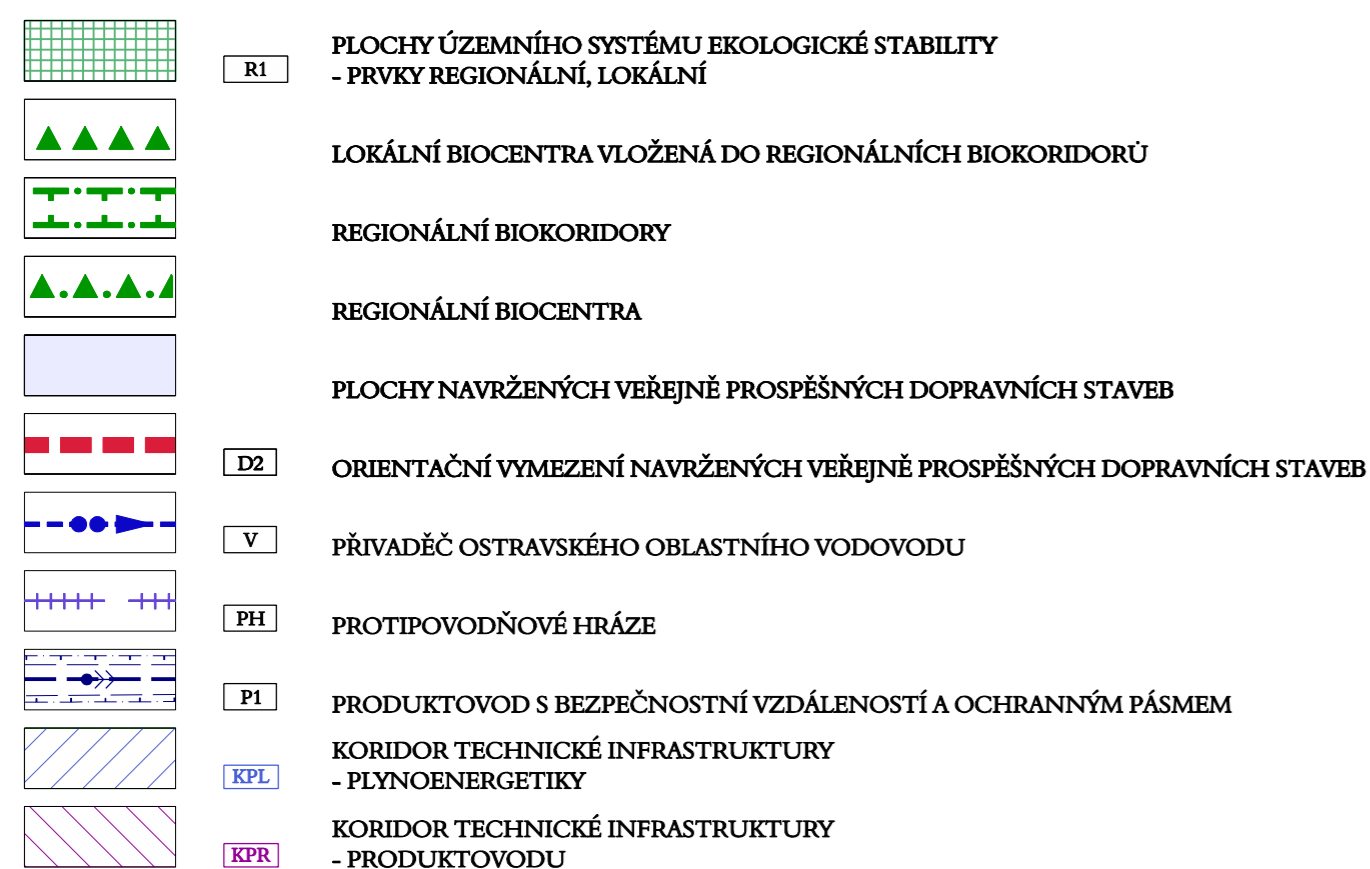 PLOCHY ÚZEMNÍHO SYSTÉMU EKOLOGICKÉ STABILITY
R1
- PRVKY REGIONÁLNÍ, LOKÁLNÍ
LOKÁLNÍ BIOCENTRA VLOŽENÁ DO REGIONÁLNÍCH BIOKORIDORŮ
REGIONÁLNÍ BIOKORIDORY
REGIONÁLNÍ BIOCENTRA
PLOCHY NAVRŽENÝCH VEŘEJNĚ PROSPĚŠNÝCH DOPRAVNÍCH STAVEB
D2 ORIENTAČNÍ VYMEZENÍ NAVRŽENÝCH VEŘEJNĚ PROSPĚŠNÝCH DOPRAVNÍCH STAVEB
V PŘIVADĚČ OSTRAVSKÉHO OBLASTNÍHO VODOVODU
PH PROTIPOVODŇOVÉ HRÁZE
P1 PRODUKTOVOD S BEZPEČNOSTNÍ VZDÁLENOSTÍ A OCHRANNÝM PÁSMEM
KORIDOR TECHNICKÉ INFRASTRUKTURY
KPL - PLYNOENERGETIKY
KORIDOR TECHNICKÉ INFRASTRUKTURY
KPR - PRODUKTOVODU